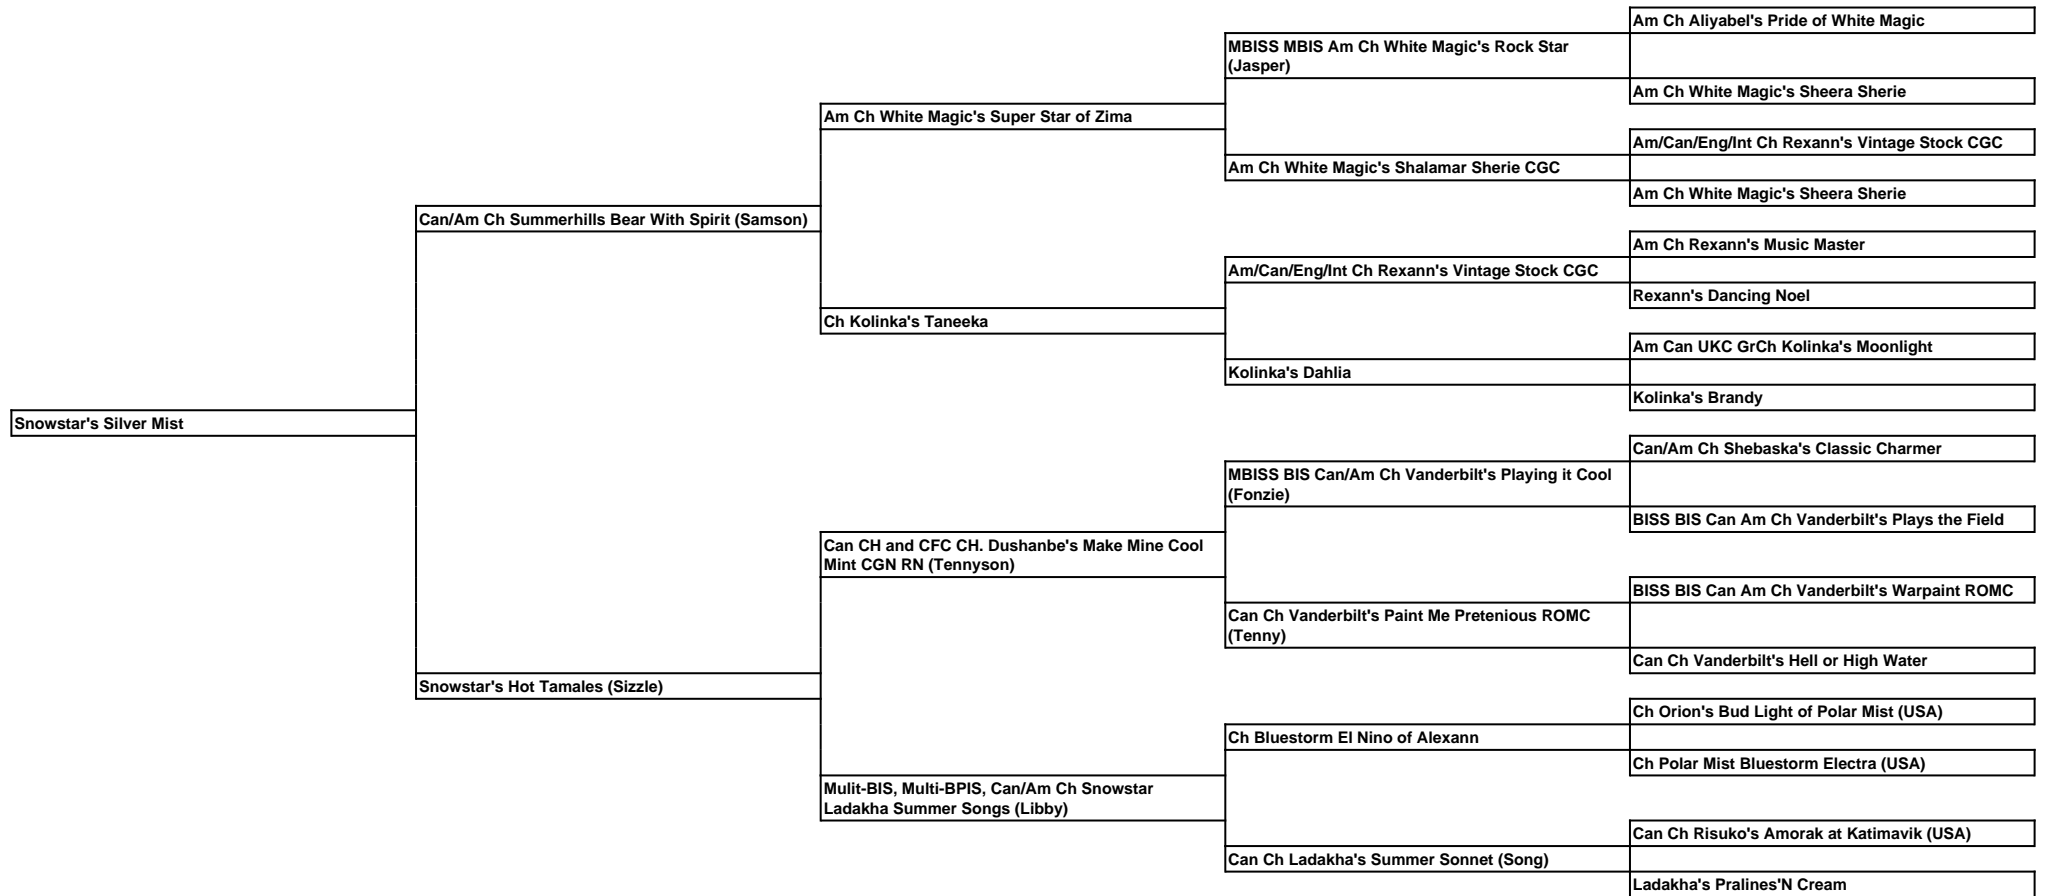 Am Ch Aliyabel's Pride of White Magic
MBISS MBIS Am Ch White Magic's Rock Star
(Jasper)
Am Ch White Magic's Sheera Sherie
Am Ch White Magic's Super Star of Zima
Am/Can/Eng/Int Ch Rexann's Vintage Stock CGC
Am Ch White Magic's Shalamar Sherie CGC
Am Ch White Magic's Sheera Sherie
Can/Am Ch Summerhills Bear With Spirit (Samson)
Am Ch Rexann's Music Master
Am/Can/Eng/Int Ch Rexann's Vintage Stock CGC
Rexann's Dancing Noel
Ch Kolinka's Taneeka
Am Can UKC GrCh Kolinka's Moonlight
Kolinka's Dahlia
Kolinka's Brandy
Snowstar's Silver Mist
Can/Am Ch Shebaska's Classic Charmer
MBISS BIS Can/Am Ch Vanderbilt's Playing it Cool
(Fonzie)
BISS BIS Can Am Ch Vanderbilt's Plays the Field
Can CH and CFC CH. Dushanbe's Make Mine Cool
Mint CGN RN (Tennyson)
BISS BIS Can Am Ch Vanderbilt's Warpaint ROMC
Can Ch Vanderbilt's Paint Me Pretenious ROMC
(Tenny)
Can Ch Vanderbilt's Hell or High Water
Snowstar's Hot Tamales (Sizzle)
Ch Orion's Bud Light of Polar Mist (USA)
Ch Bluestorm El Nino of Alexann
Ch Polar Mist Bluestorm Electra (USA)
Mulit-BIS, Multi-BPIS, Can/Am Ch Snowstar
Ladakha Summer Songs (Libby)
Can Ch Risuko's Amorak at Katimavik (USA)
Can Ch Ladakha's Summer Sonnet (Song)
Ladakha's Pralines'N Cream